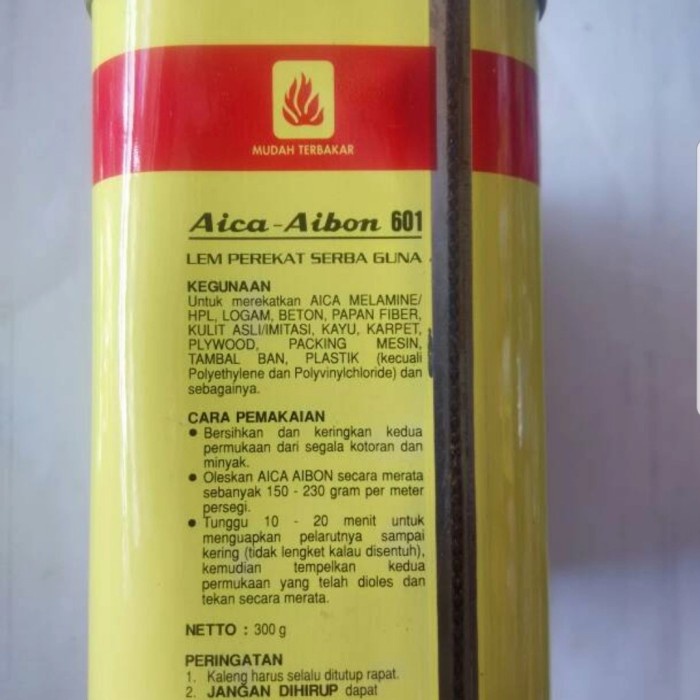 MUDAH TERBAKAR
Aica-Aibon 601
LEM PEREKAT SERBA GUNA
KEGUNAAN
Untuk merekatkan AICA MELAMINE/
HPL, LOGAM, BETON, PAPAN FIBER,
KULIT ASLI/IMITASI, KAYU, KARPET,
PLYWOOD, PACKING MESIN,
TAMBAL BAN, PLASTIK (kecuali
Polyethylene dan Polyvinylchloride) dan
sebagainya.
CARA PEMAKAIAN
● Bersihkan dan keringkan kedua
permukaan dari segala kotoran dan
minyak.
● Oleskan AICA AIBON secara merata
sebanyak 150 - 230 gram per meter
persegi.
● Tunggu 10 - 20 menit untuk
menguapkan pelarutnya sampai
kering (tidak lengket kalau disentuh),
kemudian tempelkan kedua
permukaan yang telah dioles dan
tekan secara merata.
NETTO : 300 g
PERINGATAN
1. Kaleng harus selalu ditutup rapat.
2. JANGAN DIHIRUP dapat